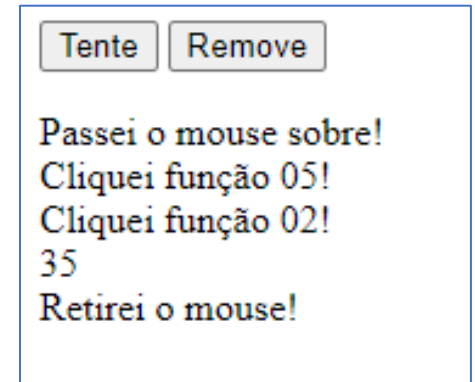 Tente Remove
Passei o mouse sobre!
Cliquei função 05!
Cliquei função 02!
35
Retirei o mouse!